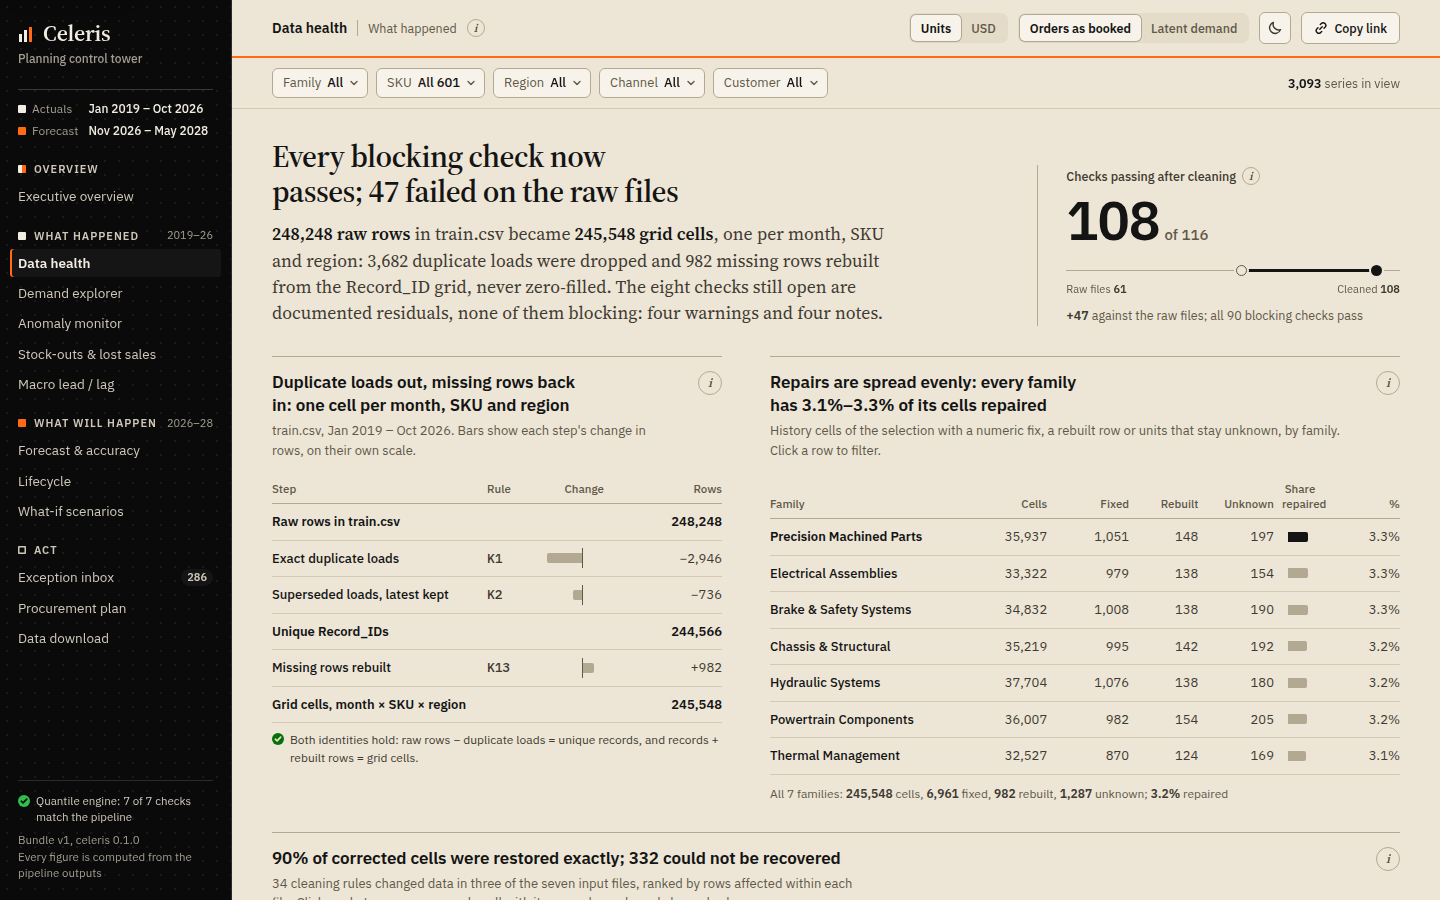 Celeris
Planning control tower
Actuals Jan 2019 – Oct 2026
Forecast Nov 2026 – May 2028
OVERVIEW
Executive overview
WHAT HAPPENED 2019–26
Data health
Demand explorer
Anomaly monitor
Stock-outs & lost sales
Macro lead / lag
WHAT WILL HAPPEN 2026–28
Forecast & accuracy
Lifecycle
What-if scenarios
ACT
Exception inbox 286
Procurement plan
Data download
Quantile engine: 7 of 7 checks
match the pipeline
Bundle v1, celeris 0.1.0
Every figure is computed from the
pipeline outputs
Data health What happened i
Units USD Orders as booked Latent demand Copy link
Family All SKU All 601 Region All Channel All Customer All 3,093 series in view
Every blocking check now
passes; 47 failed on the raw files
248,248 raw rows in train.csv became 245,548 grid cells, one per month, SKU
and region: 3,682 duplicate loads were dropped and 982 missing rows rebuilt
from the Record_ID grid, never zero-filled. The eight checks still open are
documented residuals, none of them blocking: four warnings and four notes.
Checks passing after cleaning i
108 of 116
Raw files 61 Cleaned 108
+47 against the raw files; all 90 blocking checks pass
Duplicate loads out, missing rows back
in: one cell per month, SKU and region
i
train.csv, Jan 2019 – Oct 2026. Bars show each step's change in
rows, on their own scale.
Step Rule Change Rows
Raw rows in train.csv 248,248
Exact duplicate loads K1 −2,946
Superseded loads, latest kept K2 −736
Unique Record_IDs 244,566
Missing rows rebuilt K13 +982
Grid cells, month × SKU × region 245,548
Both identities hold: raw rows − duplicate loads = unique records, and records +
rebuilt rows = grid cells.
Repairs are spread evenly: every family
has 3.1%–3.3% of its cells repaired
i
History cells of the selection with a numeric fix, a rebuilt row or units that stay unknown, by family.
Click a row to filter.
Family Cells Fixed Rebuilt Unknown Share repaired %
Precision Machined Parts 35,937 1,051 148 197 3.3%
Electrical Assemblies 33,322 979 138 154 3.3%
Brake & Safety Systems 34,832 1,008 138 190 3.3%
Chassis & Structural 35,219 995 142 192 3.2%
Hydraulic Systems 37,704 1,076 138 180 3.2%
Powertrain Components 36,007 982 154 205 3.2%
Thermal Management 32,527 870 124 169 3.1%
All 7 families: 245,548 cells, 6,961 fixed, 982 rebuilt, 1,287 unknown; 3.2% repaired
90% of corrected cells were restored exactly; 332 could not be recovered
i
34 cleaning rules changed data in three of the seven input files, ranked by rows affected within each